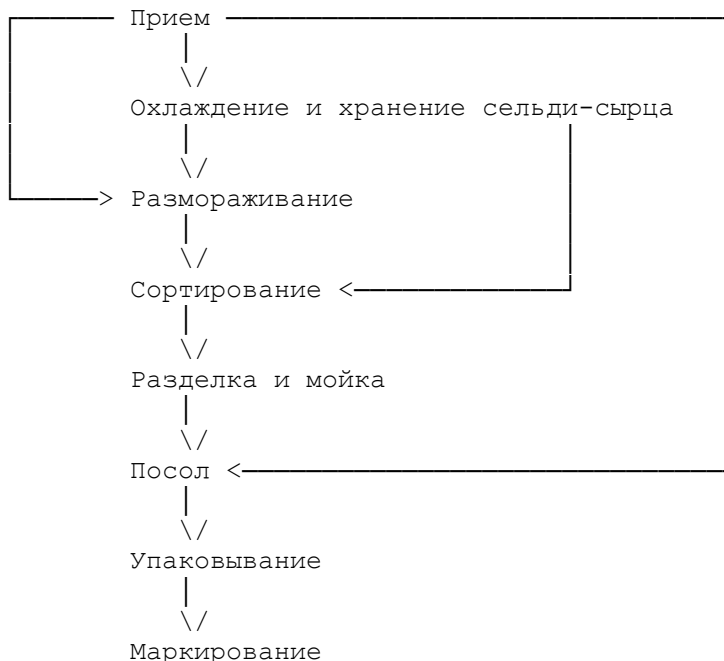 Прием
Охлаждение и хранение сельди-сырца
Размораживание
Сортирование
Разделка и мойка
Посол
Упаковывание
Маркирование